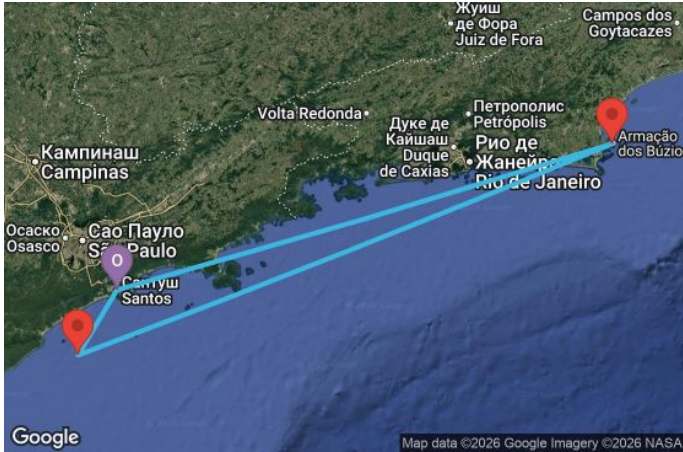 Жуиш
де Фора
Juiz de Fora
Campos dos
Goytacazes
Volta Redonda
Петрополис
Petrópolis
Дуке де
Кайшаш
Duque
de Caxias
Рио де
Жанейро
Rio de Janeiro
Armação
dos Búzio
Кампинаш
Campinas
Осаско
Osasco
Сао Пауло
São Paulo
O
Сантуш
Santos
Google
Map data ©2026 Google Imagery ©2026 NASA